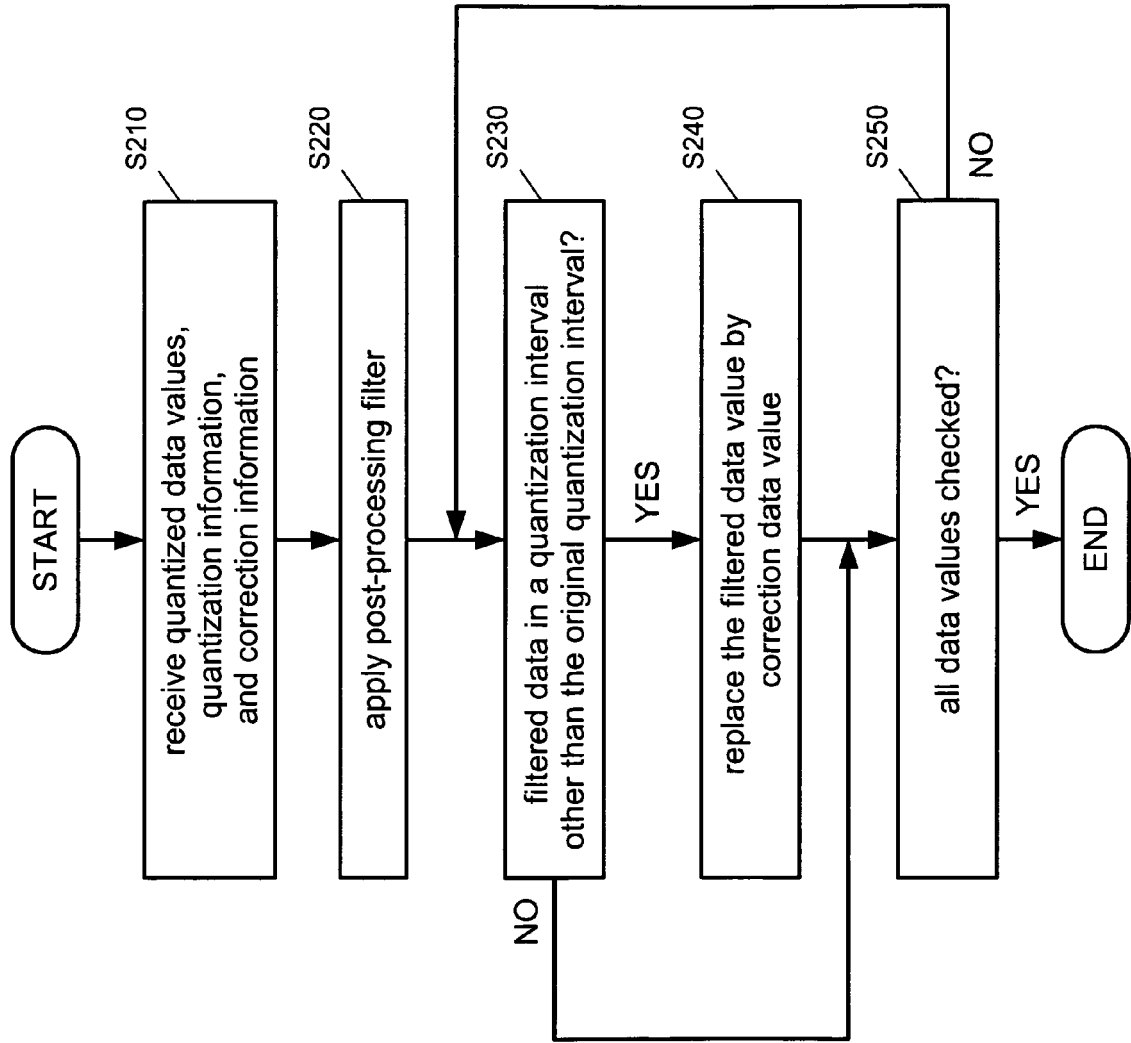 START
S210
receive quantized data values,
quantization information,
and correction information
S220
apply post-processing filter
S230
filtered data in a quantization interval
other than the original quantization interval?
NO
YES
S240
replace the filtered data value by
correction data value
S250
all data values checked?
NO
YES
END